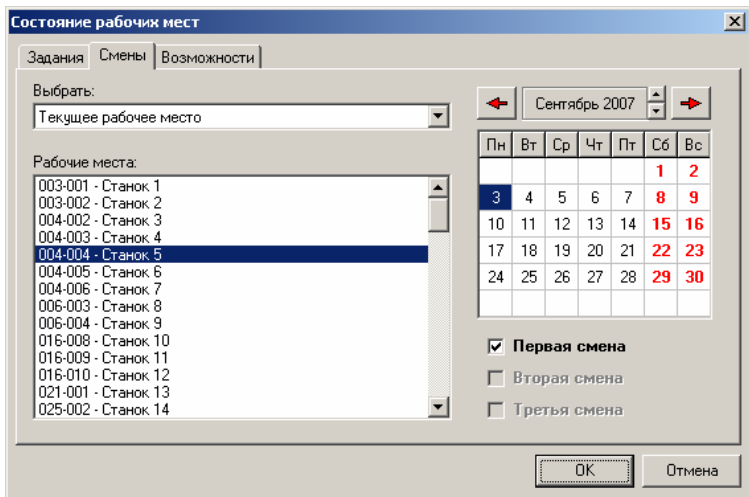 Состояние рабочих мест
Задания Смены Возможности
Выбрать:
Текущее рабочее место
Рабочие места:
003-001 - Станок 1
003-002 - Станок 2
004-002 - Станок 3
004-003 - Станок 4
004-004 - Станок 5
004-005 - Станок 6
004-006 - Станок 7
006-003 - Станок 8
006-004 - Станок 9
016-008 - Станок 10
016-009 - Станок 11
016-010 - Станок 12
021-001 - Станок 13
025-002 - Станок 14
Сентябрь 2007
Пн Вт Ср Чт Пт Сб Вс
1 2
3 4 5 6 7 8 9
10 11 12 13 14 15 16
17 18 19 20 21 22 23
24 25 26 27 28 29 30
Первая смена
Вторая смена
Третья смена
OK Отмена